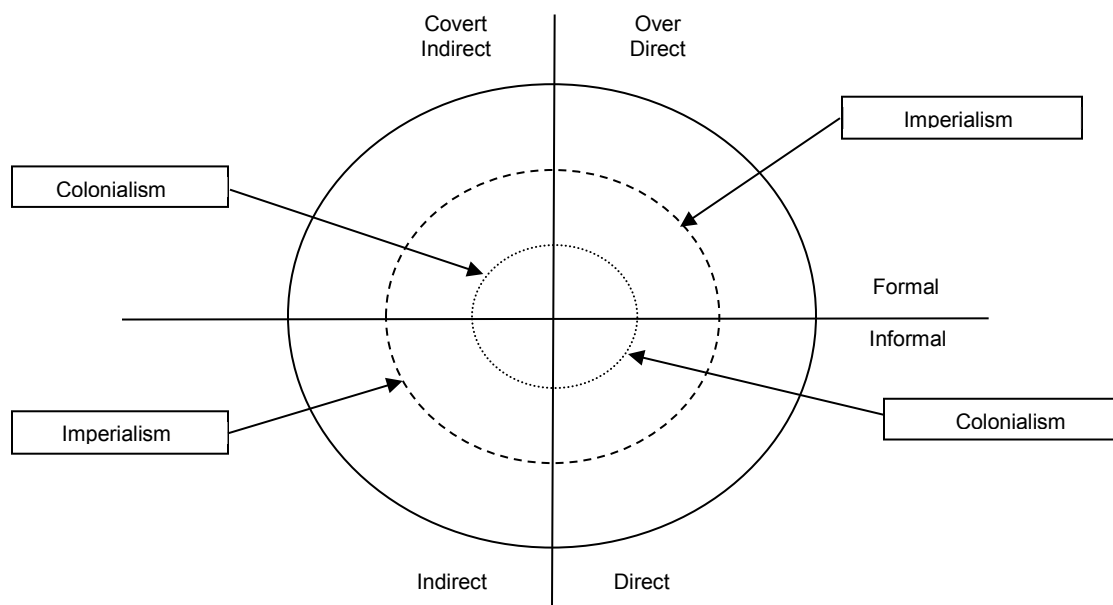 Covert
Indirect
Over
Direct
Imperialism
Colonialism
Formal
Informal
Imperialism
Colonialism
Indirect
Direct